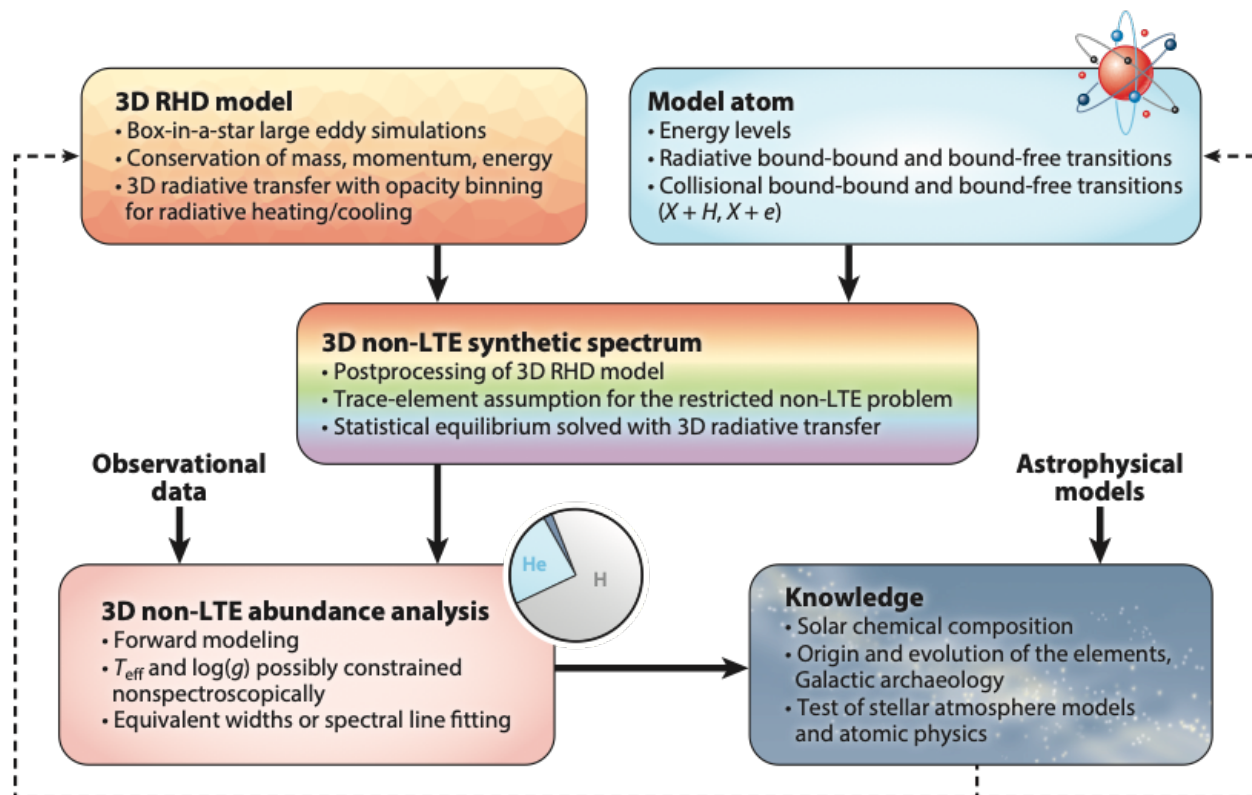 3D RHD model
• Box-in-a-star large eddy simulations
• Conservation of mass, momentum, energy
• 3D radiative transfer with opacity binning
for radiative heating/cooling
Model atom
• Energy levels
• Radiative bound-bound and bound-free transitions
• Collisional bound-bound and bound-free transitions
(X + H, X + e)
3D non-LTE synthetic spectrum
• Postprocessing of 3D RHD model
• Trace-element assumption for the restricted non-LTE problem
• Statistical equilibrium solved with 3D radiative transfer
Observational
data
Astrophysical
models
He
H
3D non-LTE abundance analysis
• Forward modeling
• Teff and log(g) possibly constrained
nonspectroscopically
• Equivalent widths or spectral line fitting
Knowledge
• Solar chemical composition
• Origin and evolution of the elements,
Galactic archaeology
• Test of stellar atmosphere models
and atomic physics